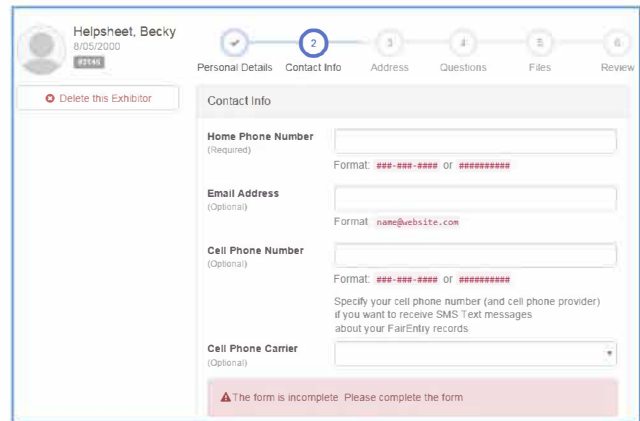 Helpsheet, Becky
8/05/2000
#2146
Delete this Exhibitor
2
3
4
5
6
Personal Details
Contact Info
Address
Questions
Files
Review
Contact Info
Home Phone Number
(Required)
Format: ###-###-#### or ##########
Email Address
(Optional)
Format name@website.com
Cell Phone Number
(Optional)
Format: ###-###-#### or ##########
Specify your cell phone number (and cell phone provider)
if you want to receive SMS Text messages
about your FairEntry records
Cell Phone Carrier
(Optional)
The form is incomplete Please complete the form